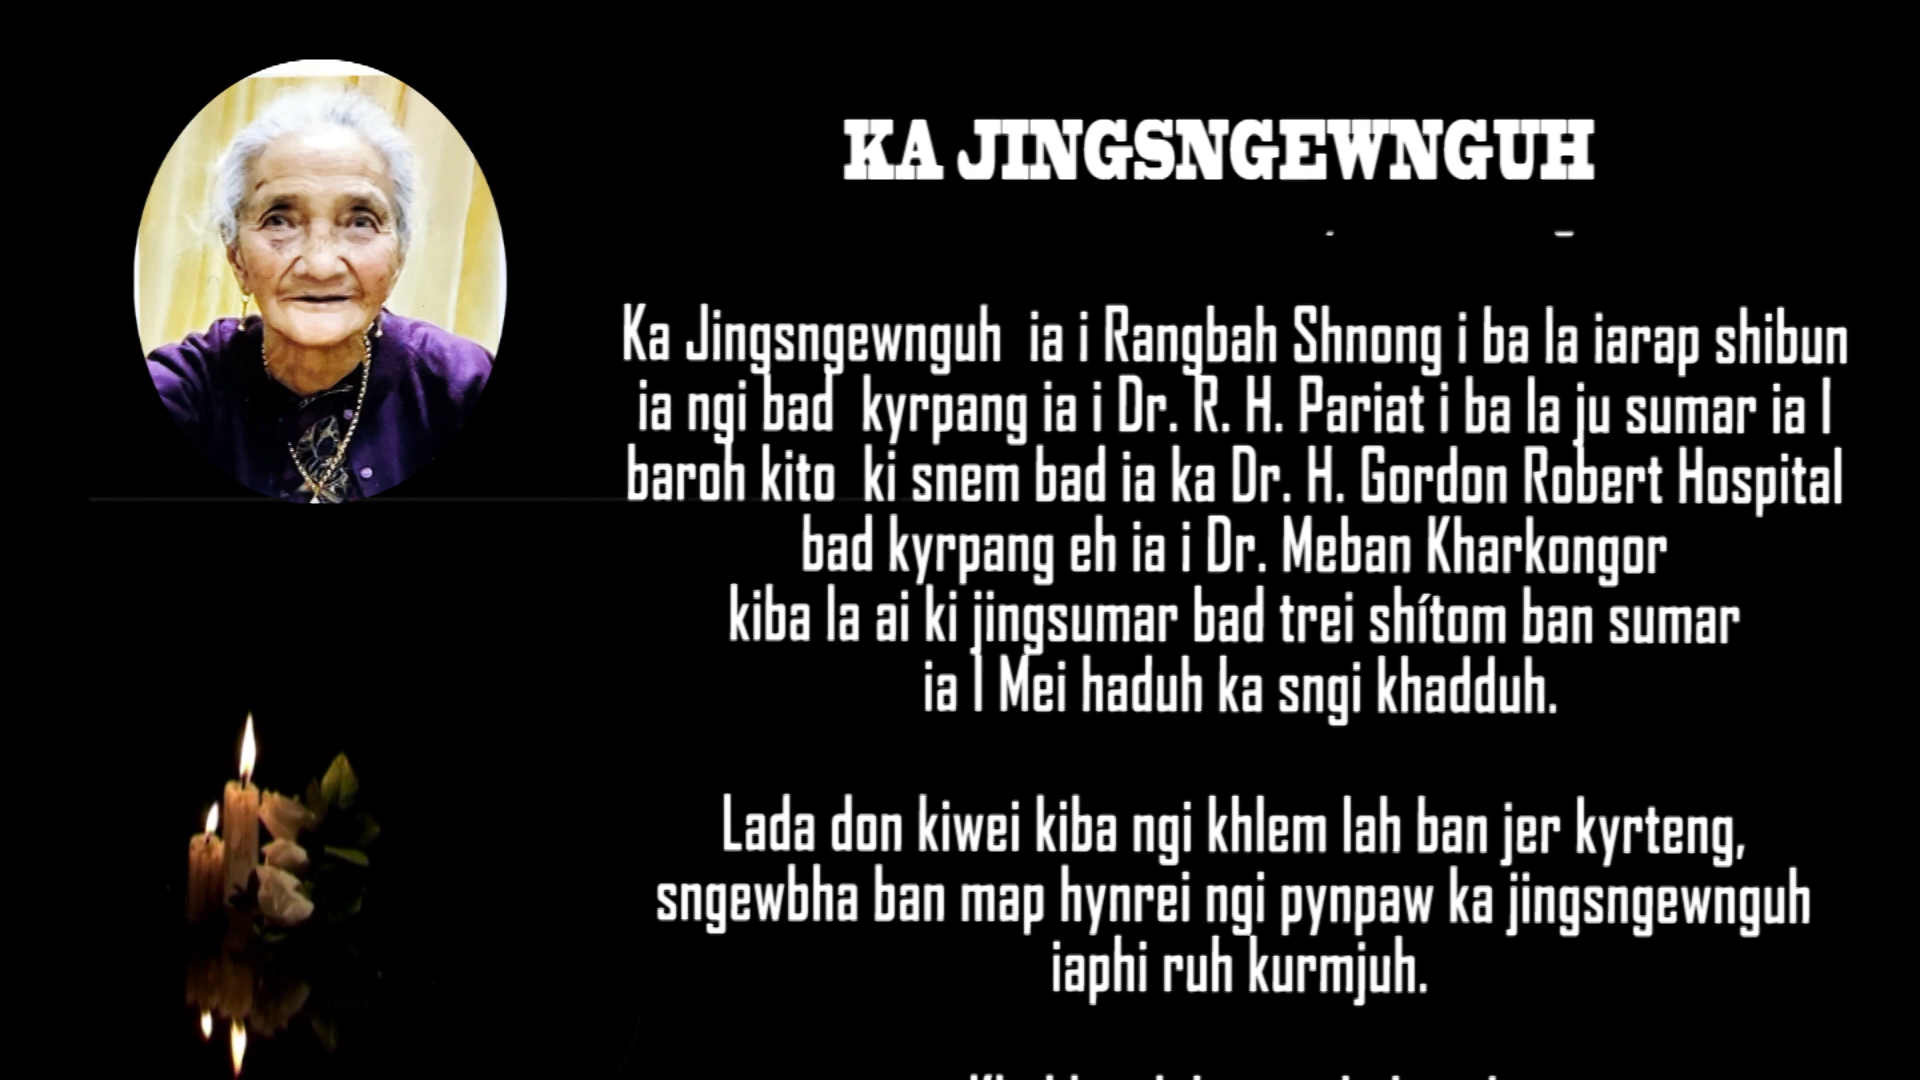 KA JINGSNGEWNGUH
Ka Jingsngewnguh ia i Rangbah Shnong i ba la iarap shibun
ia ngi bad kyrpang ia i Dr. R. H. Pariat i ba la ju sumar ia I
baroh kito ki snem bad ia ka Dr. H. Gordon Robert Hospital
bad kyrpang eh ia i Dr. Meban Kharkongor
kiba la ai ki jingsumar bad trei shítom ban sumar
ia I Mei haduh ka sngi khadduh.
Lada don kiwei kiba ngi khlem lah ban jer kyrteng,
sngewbha ban map hynrei ngi pynpaw ka jingsngewnguh
iaphi ruh kurmjuh.